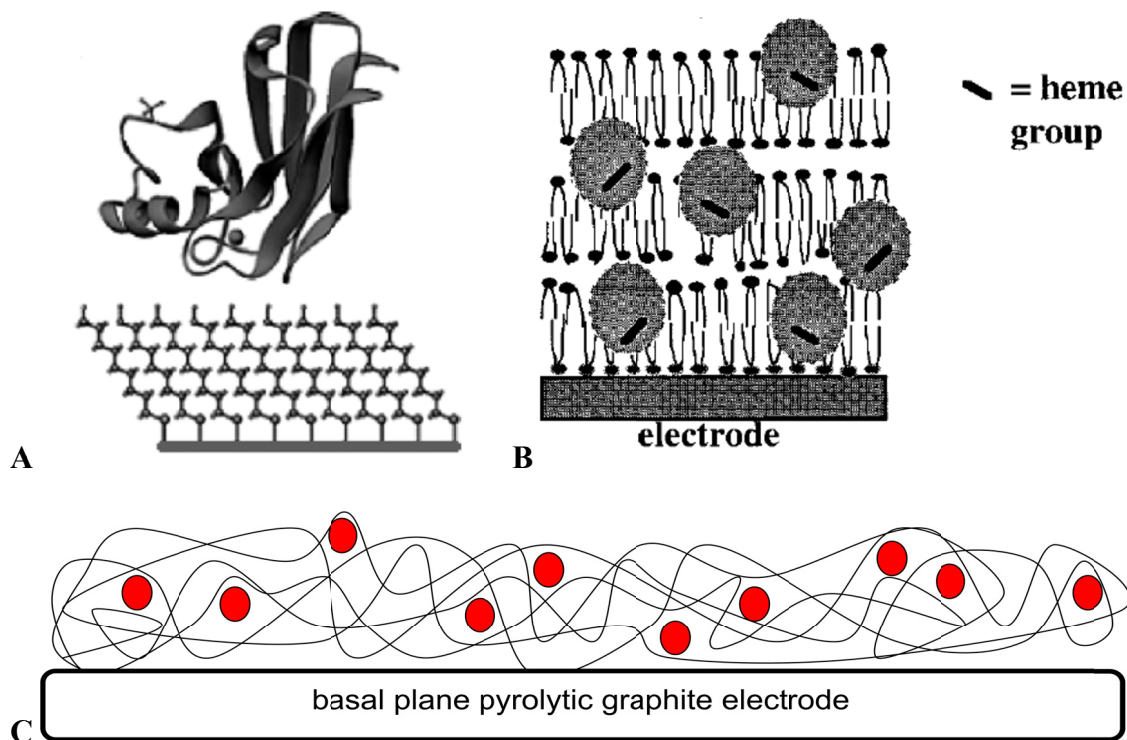 = heme
group
electrode
A
B
basal plane pyrolytic graphite electrode
C